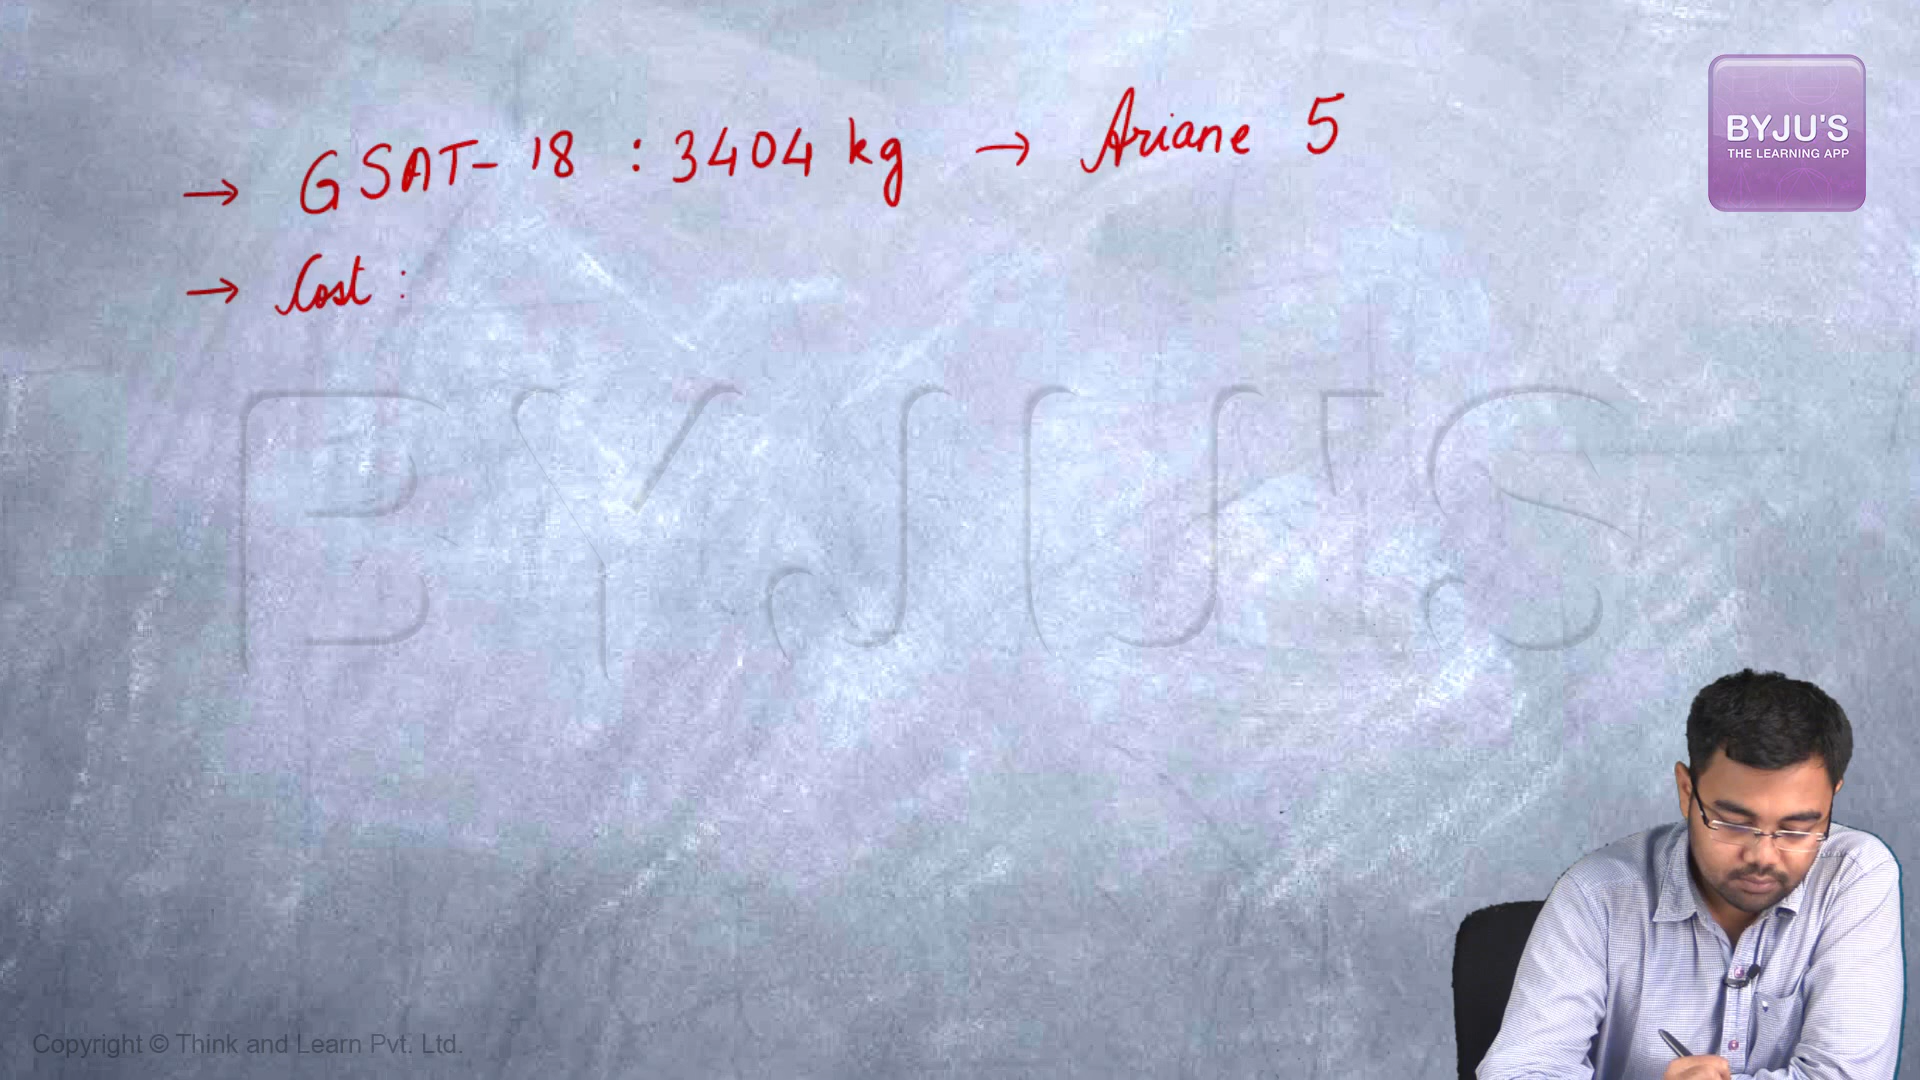 → GSAT-18 : 3404 kg → Ariane 5
BYJU'S
THE LEARNING APP
→ Cost :
BYJU'S
Copyright © Think and Learn Pvt. Ltd.